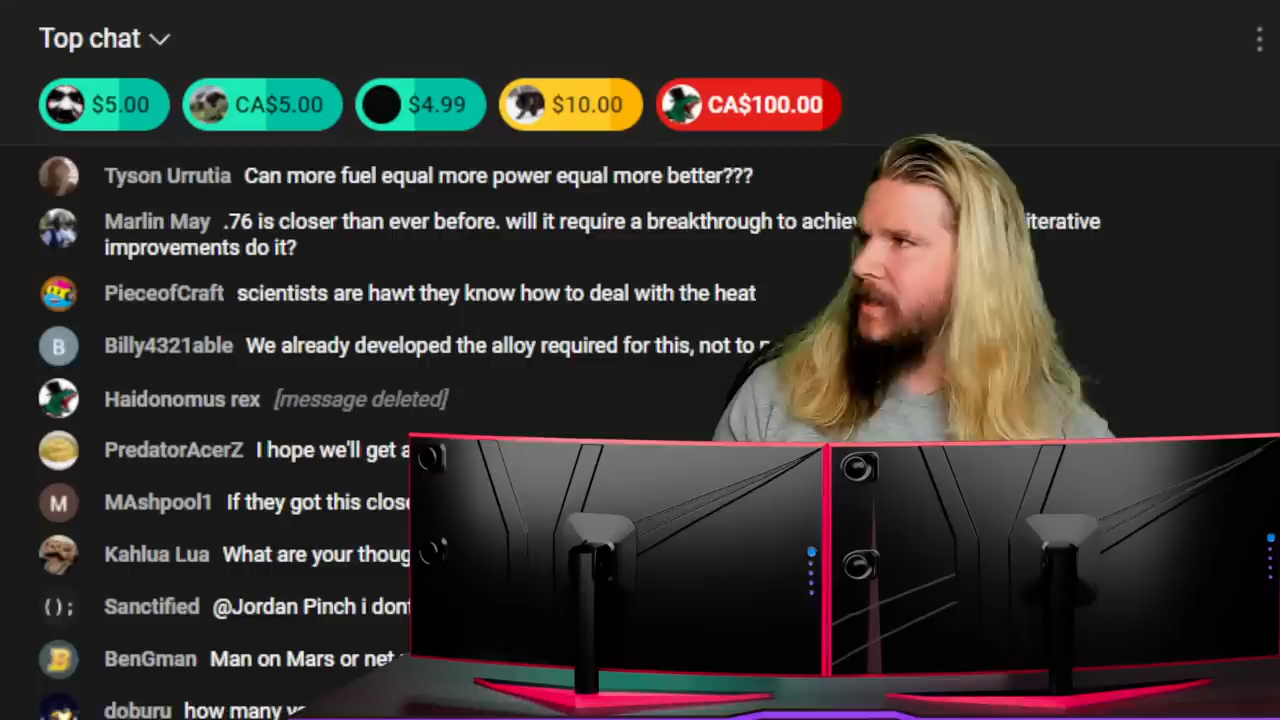 Top chat
$5.00 CA$5.00 $4.99 $10.00 CA$100.00
Tyson Urrutia Can more fuel equal more power equal more better???
Marlin May .76 is closer than ever before. will it require a breakthrough to iterative
improvements do it?
PieceofCraft scientists are hawt they know how to deal with the heat
B Billy4321able We already developed the alloy required for this, not to
Haidonomus rex [message deleted]
PredatorAcerZ I hope we'll get
M MAshpool1 If they got this
Kahlua Lua What are your
(); Sanctified @Jordan Pinch i
B BenGman Man on Mars or net
doburu how many